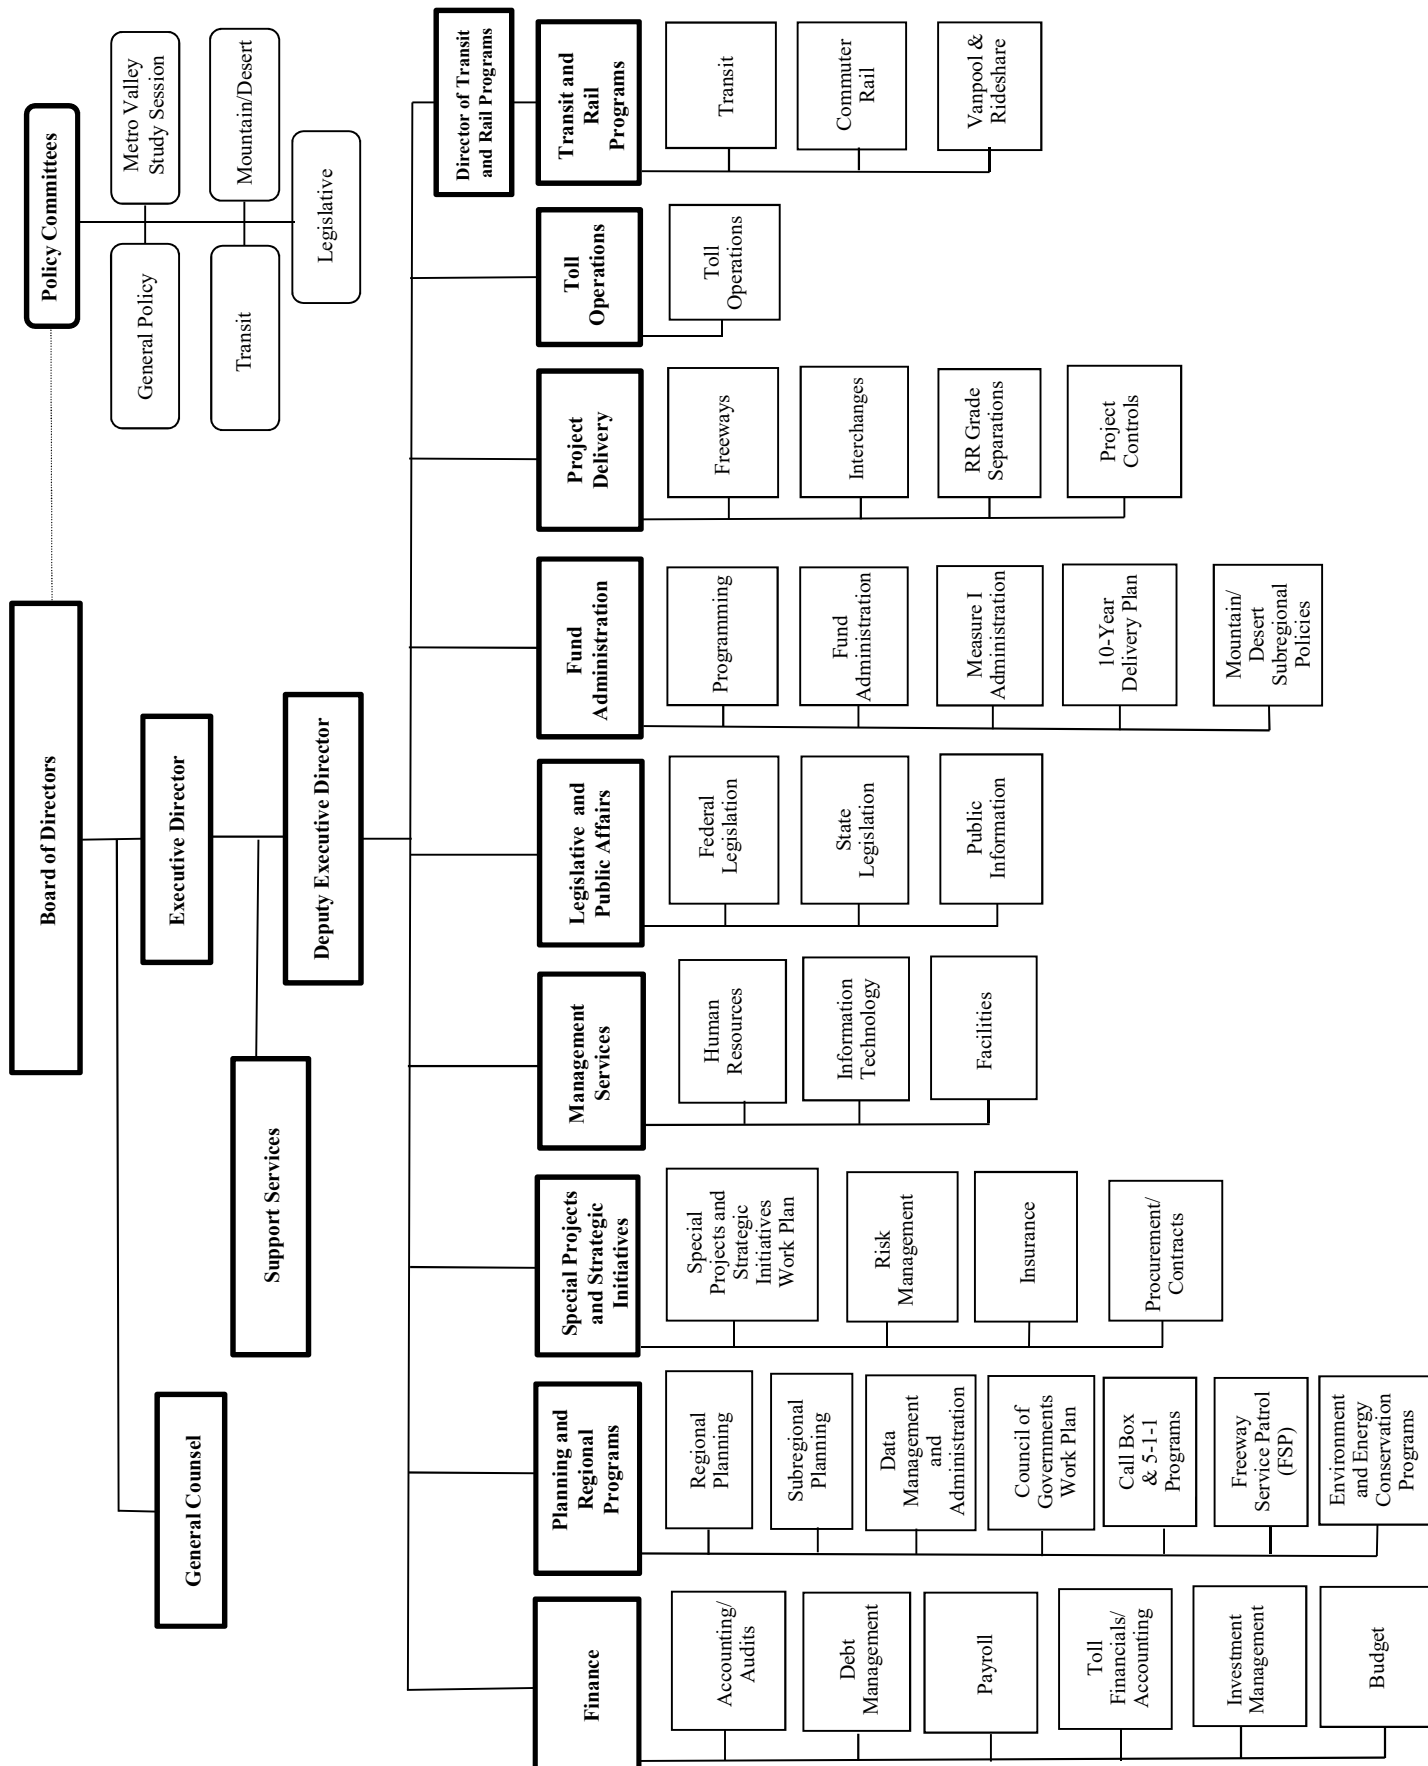 Board of Directors
Policy Committees
General Policy
Metro Valley
Study Session
Transit
Mountain/Desert
Legislative
Executive Director
General Counsel
Support Services
Deputy Executive Director
Director of Transit
and Rail Programs
Finance
Accounting/
Audits
Debt
Management
Payroll
Toll
Financials/
Accounting
Investment
Management
Budget
Planning and
Regional
Programs
Regional
Planning
Subregional
Planning
Data
Management
and
Administration
Council of
Governments
Work Plan
Call Box
& 5-1-1
Programs
Freeway
Service Patrol
(FSP)
Environment
and Energy
Conservation
Programs
Special Projects
and Strategic
Initiatives
Special
Projects and
Strategic
Initiatives
Work Plan
Risk
Management
Insurance
Procurement/
Contracts
Management
Services
Human
Resources
Information
Technology
Facilities
Legislative and
Public Affairs
Federal
Legislation
State
Legislation
Public
Information
Fund
Administration
Programming
Fund
Administration
Measure I
Administration
10-Year
Delivery Plan
Mountain/
Desert
Subregional
Policies
Project
Delivery
Freeways
Interchanges
RR Grade
Separations
Project
Controls
Toll
Operations
Toll
Operations
Transit and
Rail
Programs
Transit
Commuter
Rail
Vanpool &
Rideshare